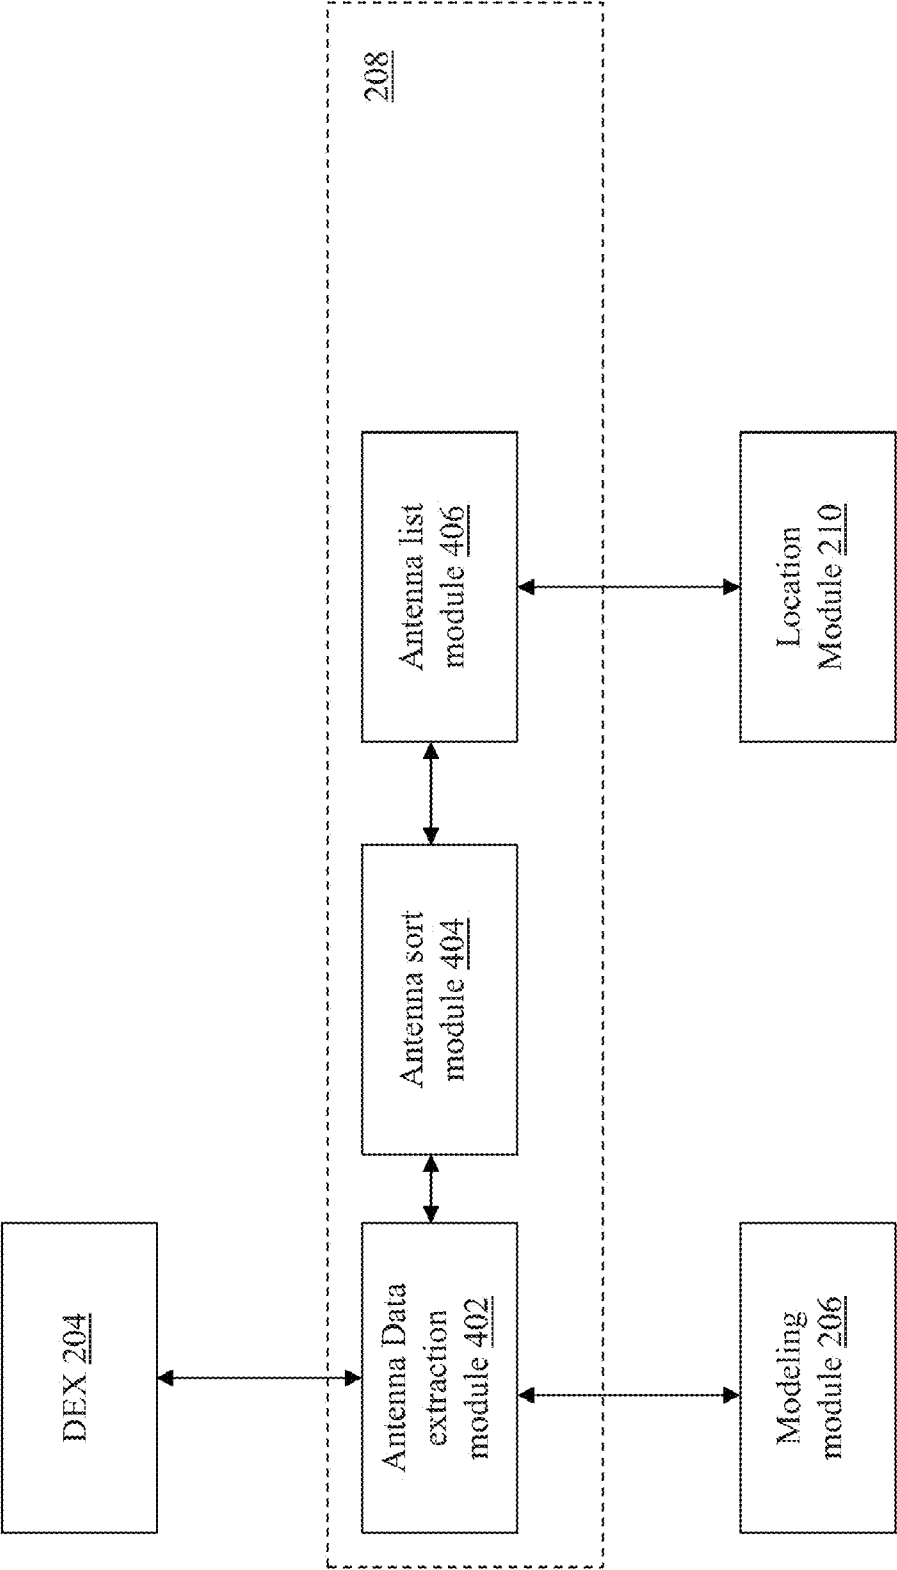 DEX 204
208
Antenna Data
extraction
module 402
Antenna sort
module 404
Antenna list
module 406
Modeling
module 206
Location
Module 210